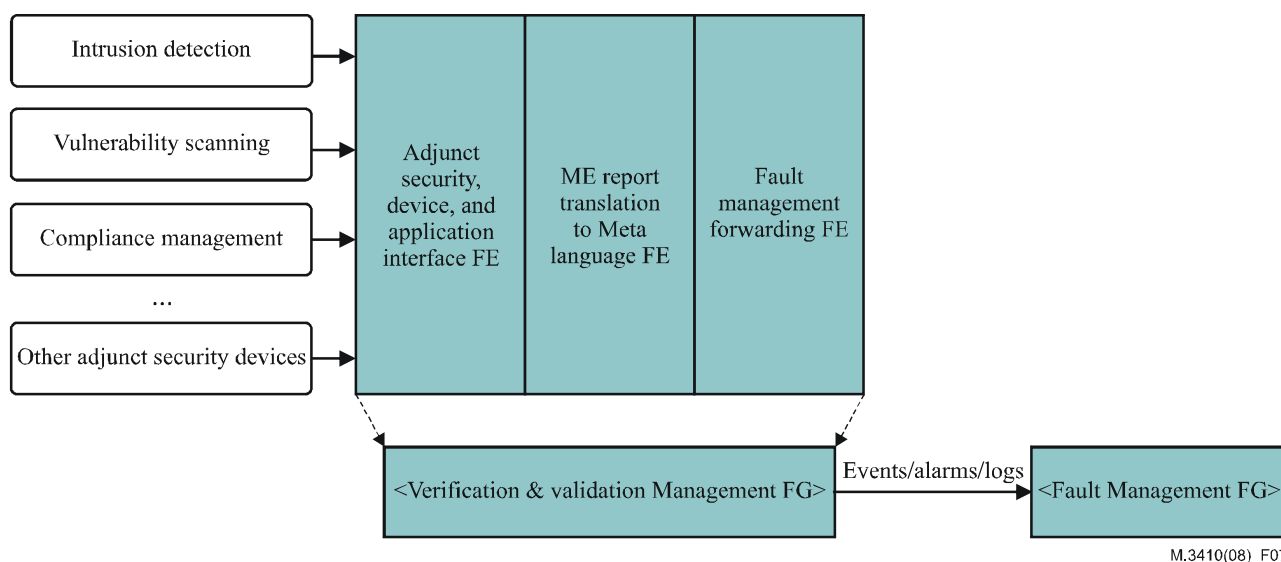 Intrusion detection
Vulnerability scanning
Compliance management
...
Other adjunct security devices
Adjunct
security,
device, and
application
interface FE
ME report
translation
to Meta
language FE
Fault
management
forwarding FE
<Verification & validation Management FG>
Events/alarms/logs
<Fault Management FG>
M.3410(08)